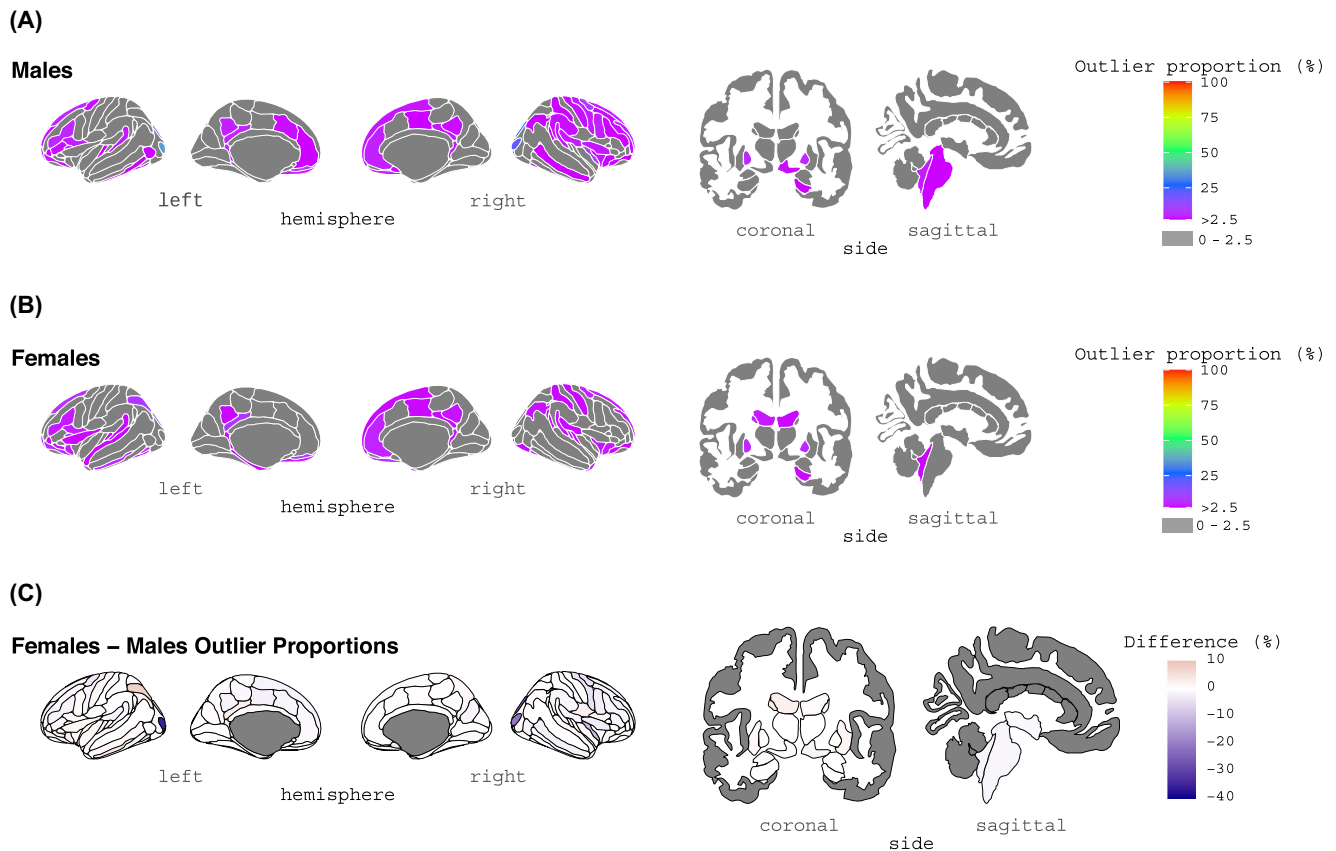 (A)
Males
left
right
hemisphere
coronal
sagittal
side
Outlier proportion (%)
100
75
50
25
>2.5
0 - 2.5
(B)
Females
left
right
hemisphere
coronal
sagittal
side
Outlier proportion (%)
100
75
50
25
>2.5
0 - 2.5
(C)
Females – Males Outlier Proportions
left
right
hemisphere
coronal
sagittal
side
Difference (%)
10
0
−10
−20
−30
−40